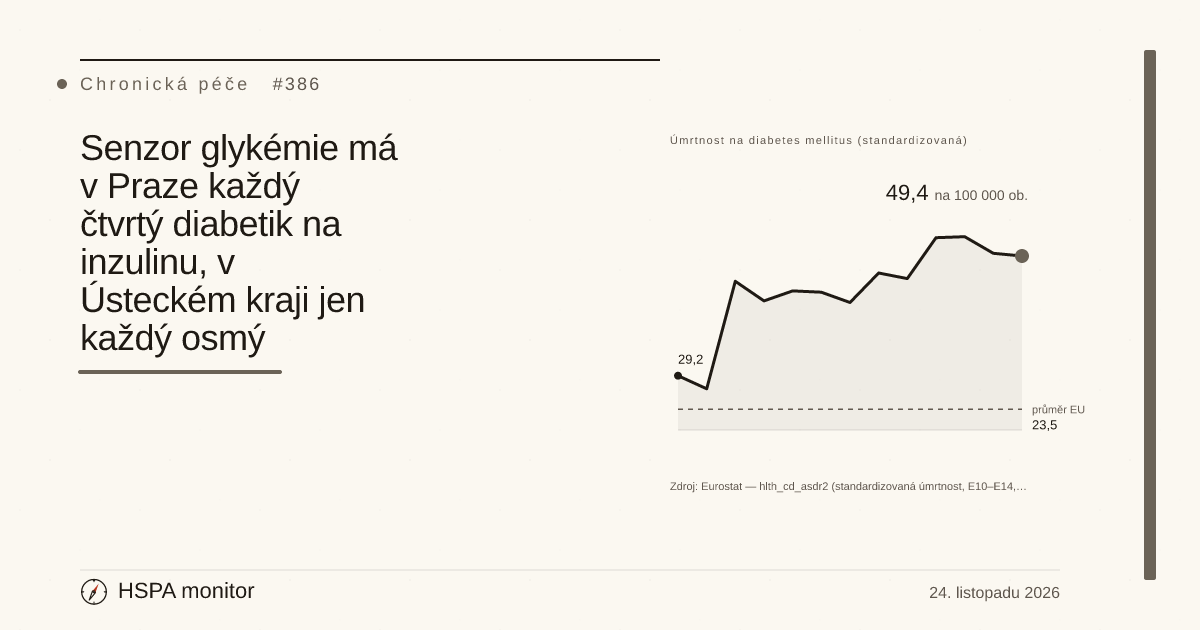 Chronická péče #386
Senzor glykémie má
v Praze každý
čtvrtý diabetik na
inzulinu, v
Ústeckém kraji jen
každý osmý
Úmrtnost na diabetes mellitus (standardizovaná)
49,4 na 100 000 ob.
29,2
průměr EU
23,5
Zdroj: Eurostat — hlth_cd_asdr2 (standardizovaná úmrtnost, E10–E14,…
HSPA monitor
24. listopadu 2026